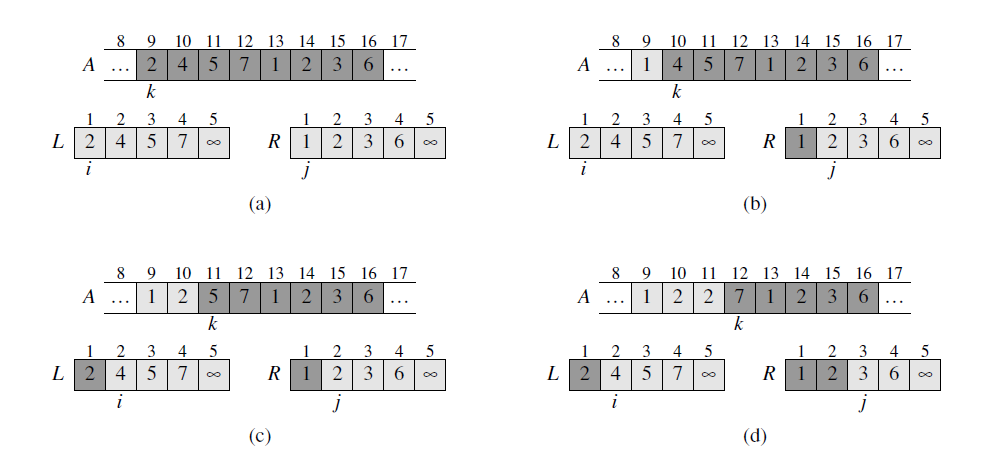 8 9 10 11 12 13 14 15 16 17
A … 2 4 5 7 1 2 3 6 …
k
1 2 3 4 5
L 2 4 5 7 ∞
i
1 2 3 4 5
R 1 2 3 6 ∞
j
(a)
8 9 10 11 12 13 14 15 16 17
A … 1 4 5 7 1 2 3 6 …
k
1 2 3 4 5
L 2 4 5 7 ∞
i
1 2 3 4 5
R 1 2 3 6 ∞
j
(b)
8 9 10 11 12 13 14 15 16 17
A … 1 2 5 7 1 2 3 6 …
k
1 2 3 4 5
L 2 4 5 7 ∞
i
1 2 3 4 5
R 1 2 3 6 ∞
j
(c)
8 9 10 11 12 13 14 15 16 17
A … 1 2 2 7 1 2 3 6 …
k
1 2 3 4 5
L 2 4 5 7 ∞
i
1 2 3 4 5
R 1 2 3 6 ∞
j
(d)